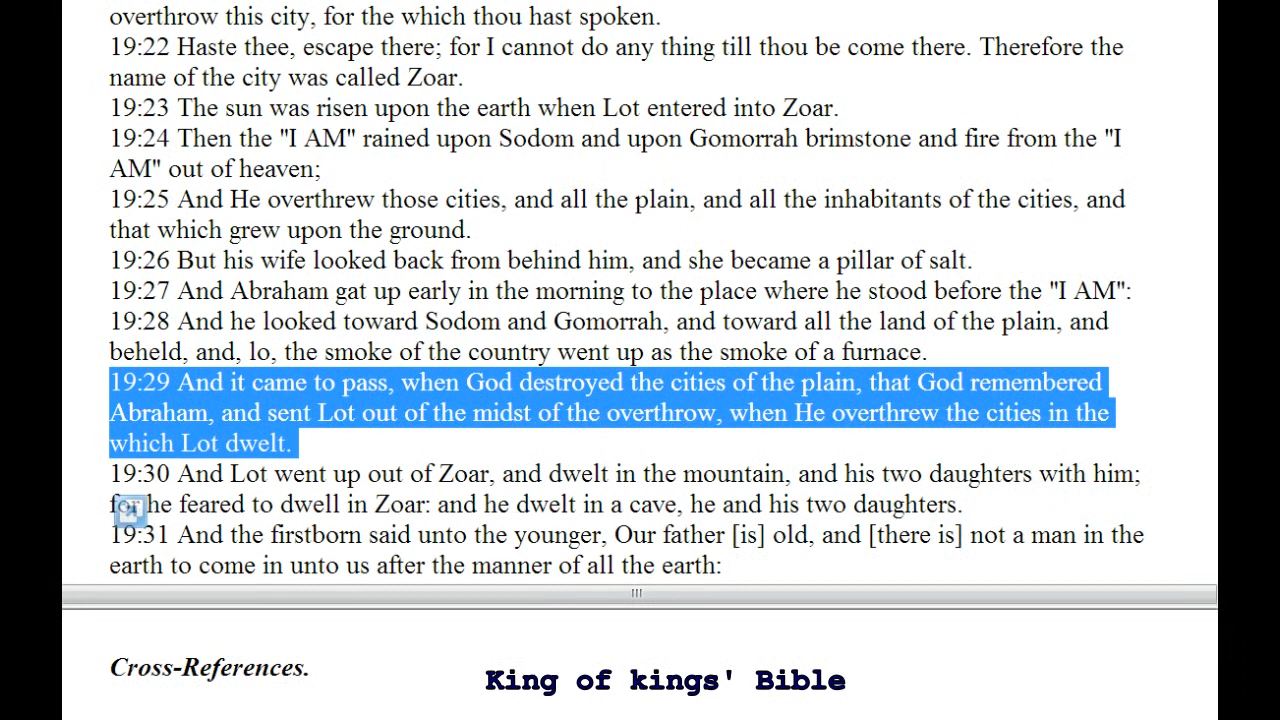 overthrow this city, for the which thou hast spoken.
19:22 Haste thee, escape there; for I cannot do any thing till thou be come there. Therefore the
name of the city was called Zoar.
19:23 The sun was risen upon the earth when Lot entered into Zoar.
19:24 Then the "I AM" rained upon Sodom and upon Gomorrah brimstone and fire from the "I
AM" out of heaven;
19:25 And He overthrew those cities, and all the plain, and all the inhabitants of the cities, and
that which grew upon the ground.
19:26 But his wife looked back from behind him, and she became a pillar of salt.
19:27 And Abraham gat up early in the morning to the place where he stood before the "I AM":
19:28 And he looked toward Sodom and Gomorrah, and toward all the land of the plain, and
beheld, and, lo, the smoke of the country went up as the smoke of a furnace.
19:29 And it came to pass, when God destroyed the cities of the plain, that God remembered
Abraham, and sent Lot out of the midst of the overthrow, when He overthrew the cities in the
which Lot dwelt.
19:30 And Lot went up out of Zoar, and dwelt in the mountain, and his two daughters with him;
for he feared to dwell in Zoar: and he dwelt in a cave, he and his two daughters.
19:31 And the firstborn said unto the younger, Our father [is] old, and [there is] not a man in the
earth to come in unto us after the manner of all the earth:
Cross-References.
King of kings' Bible